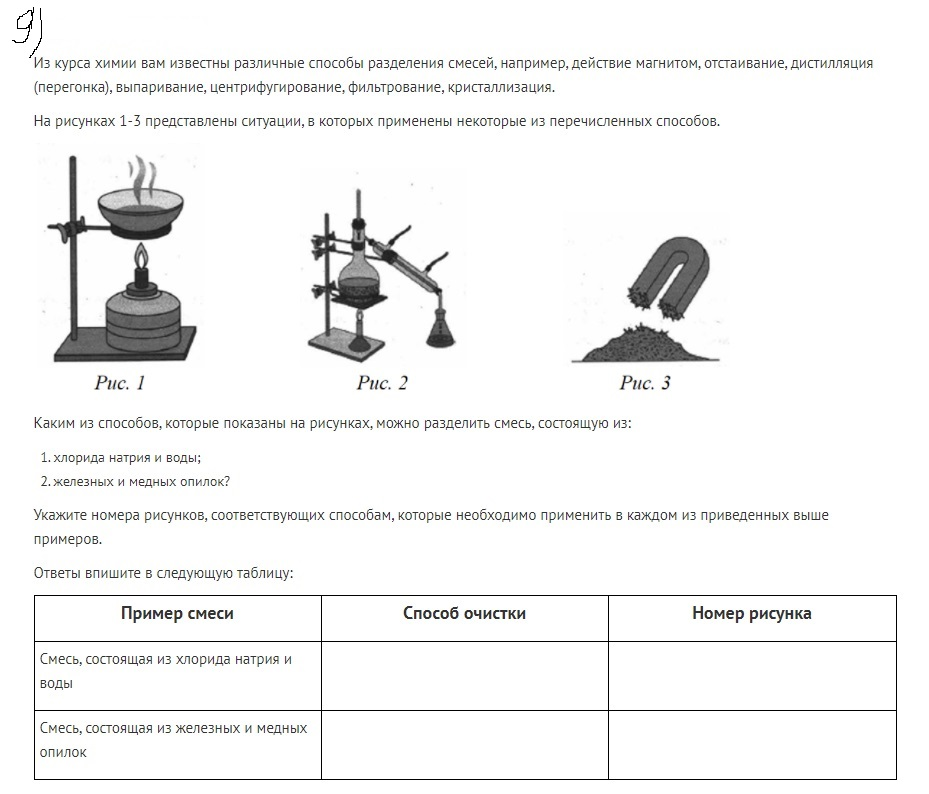 9)
Из курса химии вам известны различные способы разделения смесей, например, действие магнитом, отстаивание, дистилляция
(перегонка), выпаривание, центрифугирование, фильтрование, кристаллизация.
На рисунках 1-3 представлены ситуации, в которых применены некоторые из перечисленных способов.
Рис. 1 Рис. 2 Рис. 3
Каким из способов, которые показаны на рисунках, можно разделить смесь, состоящую из:
1. хлорида натрия и воды;
2. железных и медных опилок?
Укажите номера рисунков, соответствующих способам, которые необходимо применить в каждом из приведенных выше
примеров.
Ответы впишите в следующую таблицу:
Пример смеси Способ очистки Номер рисунка
Смесь, состоящая из хлорида натрия и
воды
Смесь, состоящая из железных и медных
опилок